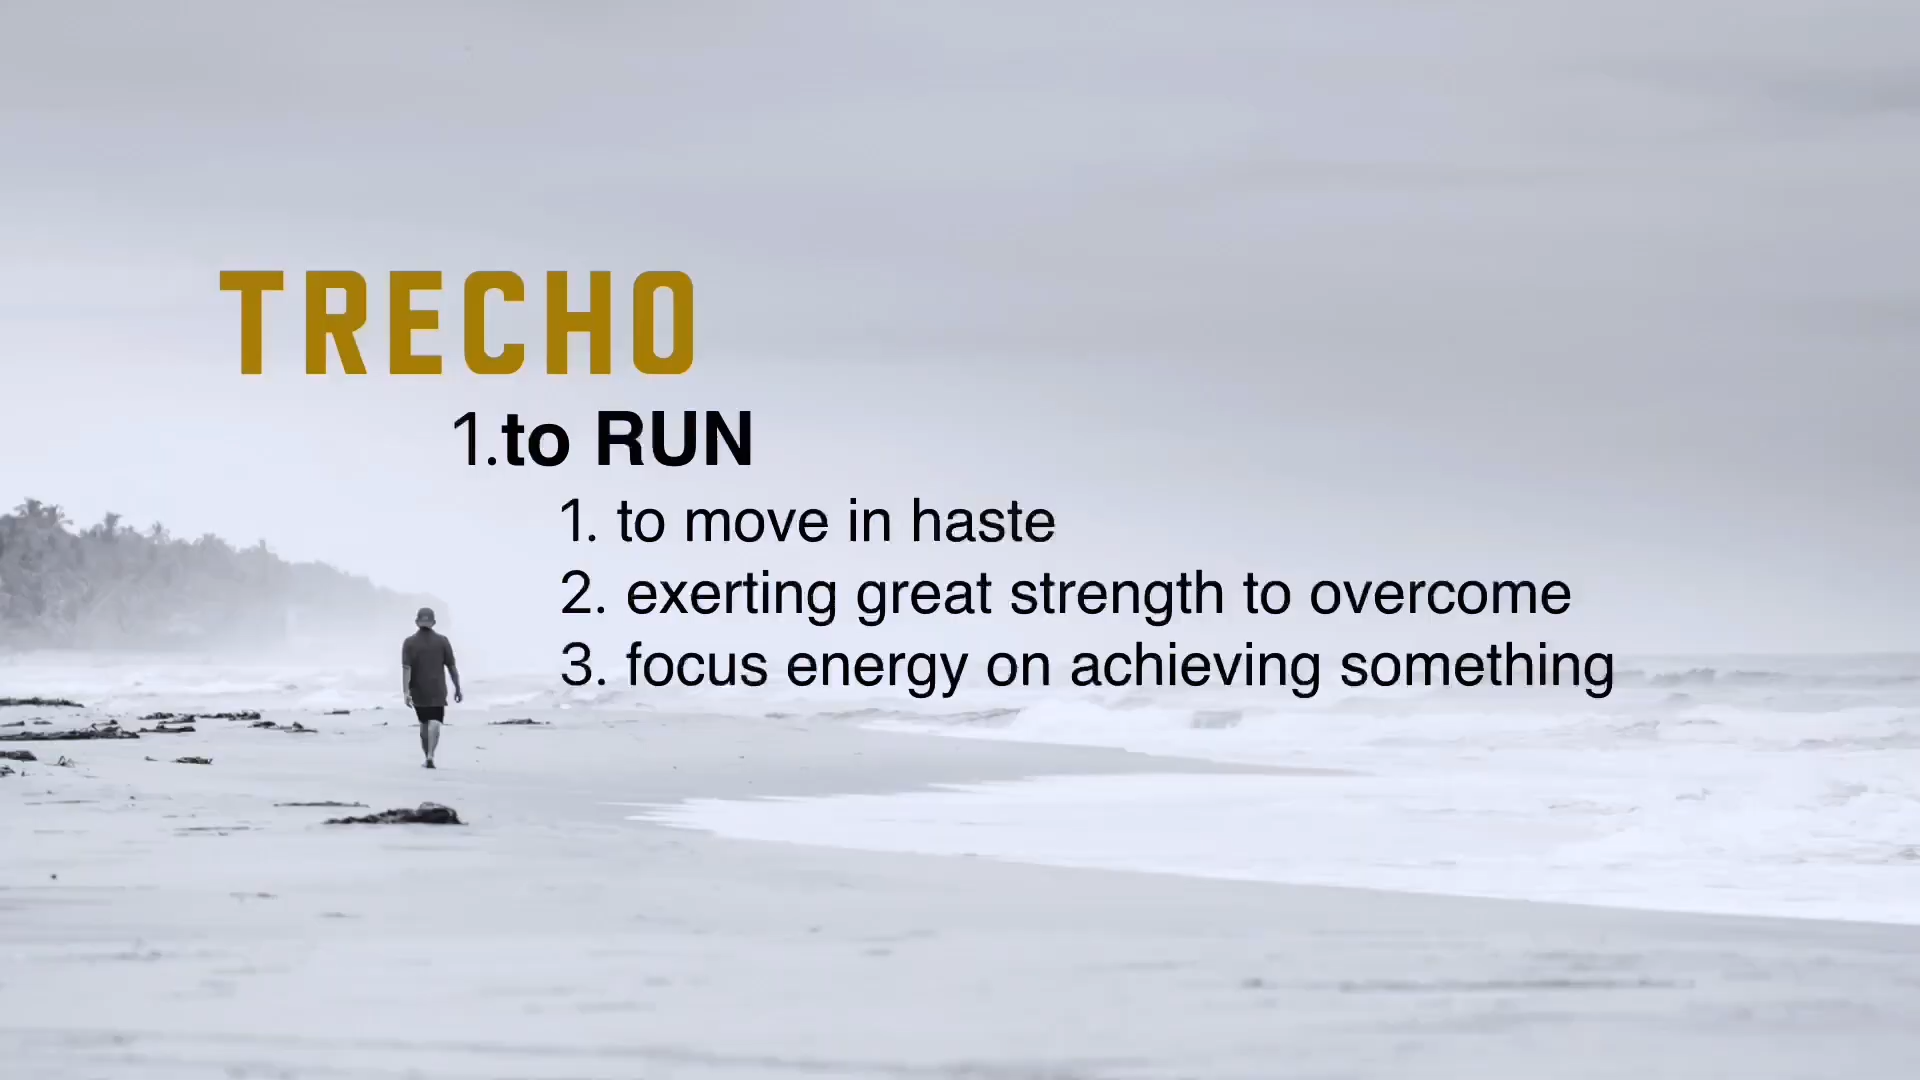 TRECHO
1.to RUN
1. to move in haste
2. exerting great strength to overcome
3. focus energy on achieving something